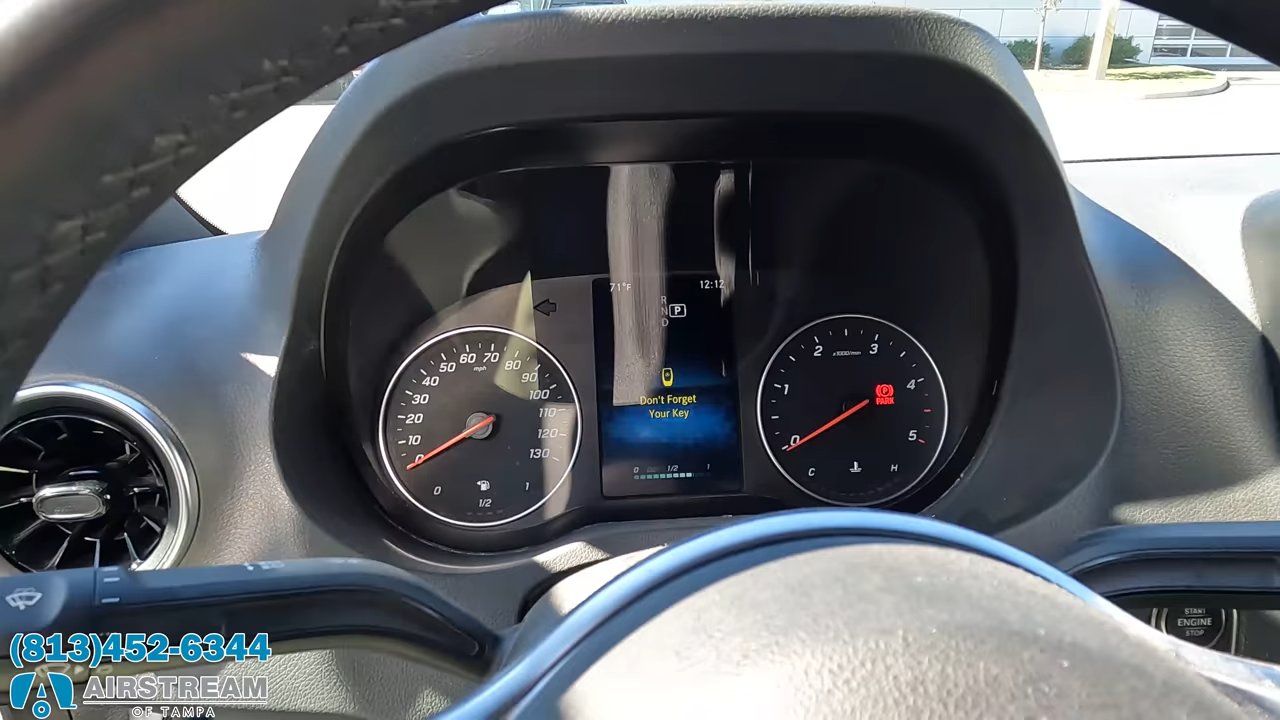 71°F 12:12
R
N P
D
Don't Forget
Your Key
0 1/2 1
0 10 20 30 40 50 60 70 80 90 100 110 120 130
mph
0 1/2 1
0 1 2 3 4 5
x1000/min
P
PARK
C H
START
ENGINE
STOP
(813)452-6344
AIRSTREAM
OF TAMPA